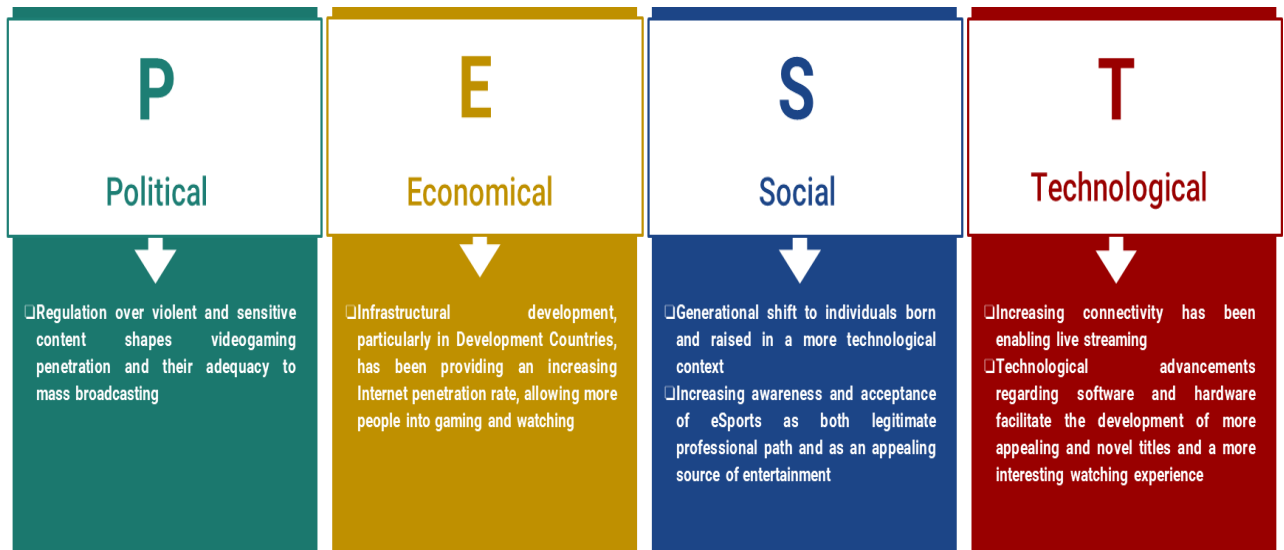 P
Political
❑Regulation over violent and sensitive
content shapes videogaming
penetration and their adequacy to
mass broadcasting
E
Economical
❑Infrastructural development,
particularly in Development Countries,
has been providing an increasing
Internet penetration rate, allowing more
people into gaming and watching
S
Social
❑Generational shift to individuals born
and raised in a more technological
context
❑Increasing awareness and acceptance
of eSports as both legitimate
professional path and as an appealing
source of entertainment
T
Technological
❑Increasing connectivity has been
enabling live streaming
❑Technological advancements
regarding software and hardware
facilitate the development of more
appealing and novel titles and a more
interesting watching experience